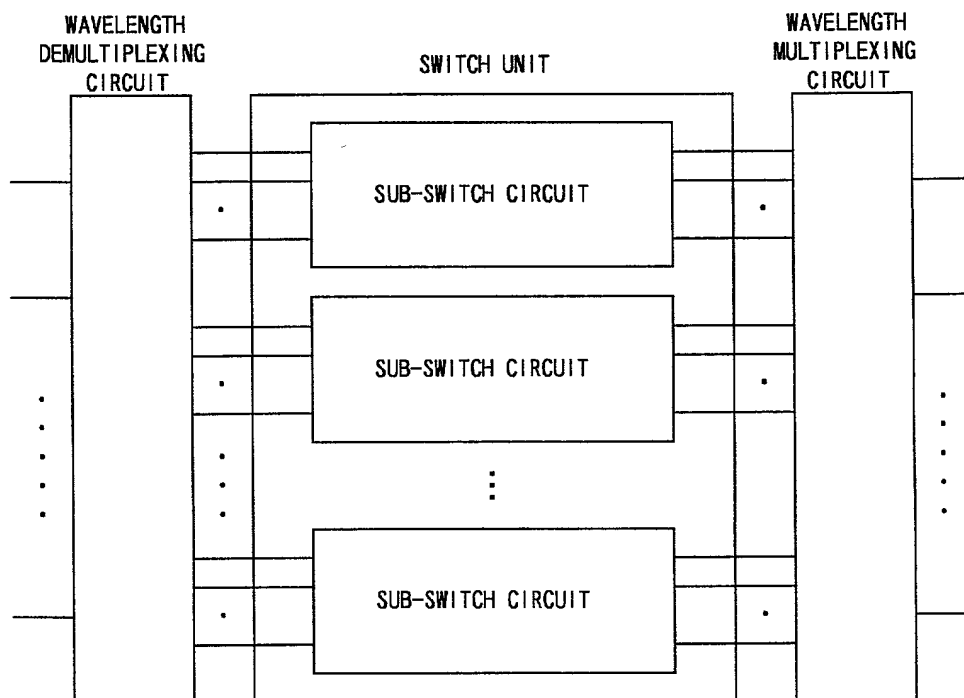 WAVELENGTH
DEMULTIPLEXING
CIRCUIT
SWITCH UNIT
WAVELENGTH
MULTIPLEXING
CIRCUIT
SUB-SWITCH CIRCUIT
SUB-SWITCH CIRCUIT
SUB-SWITCH CIRCUIT